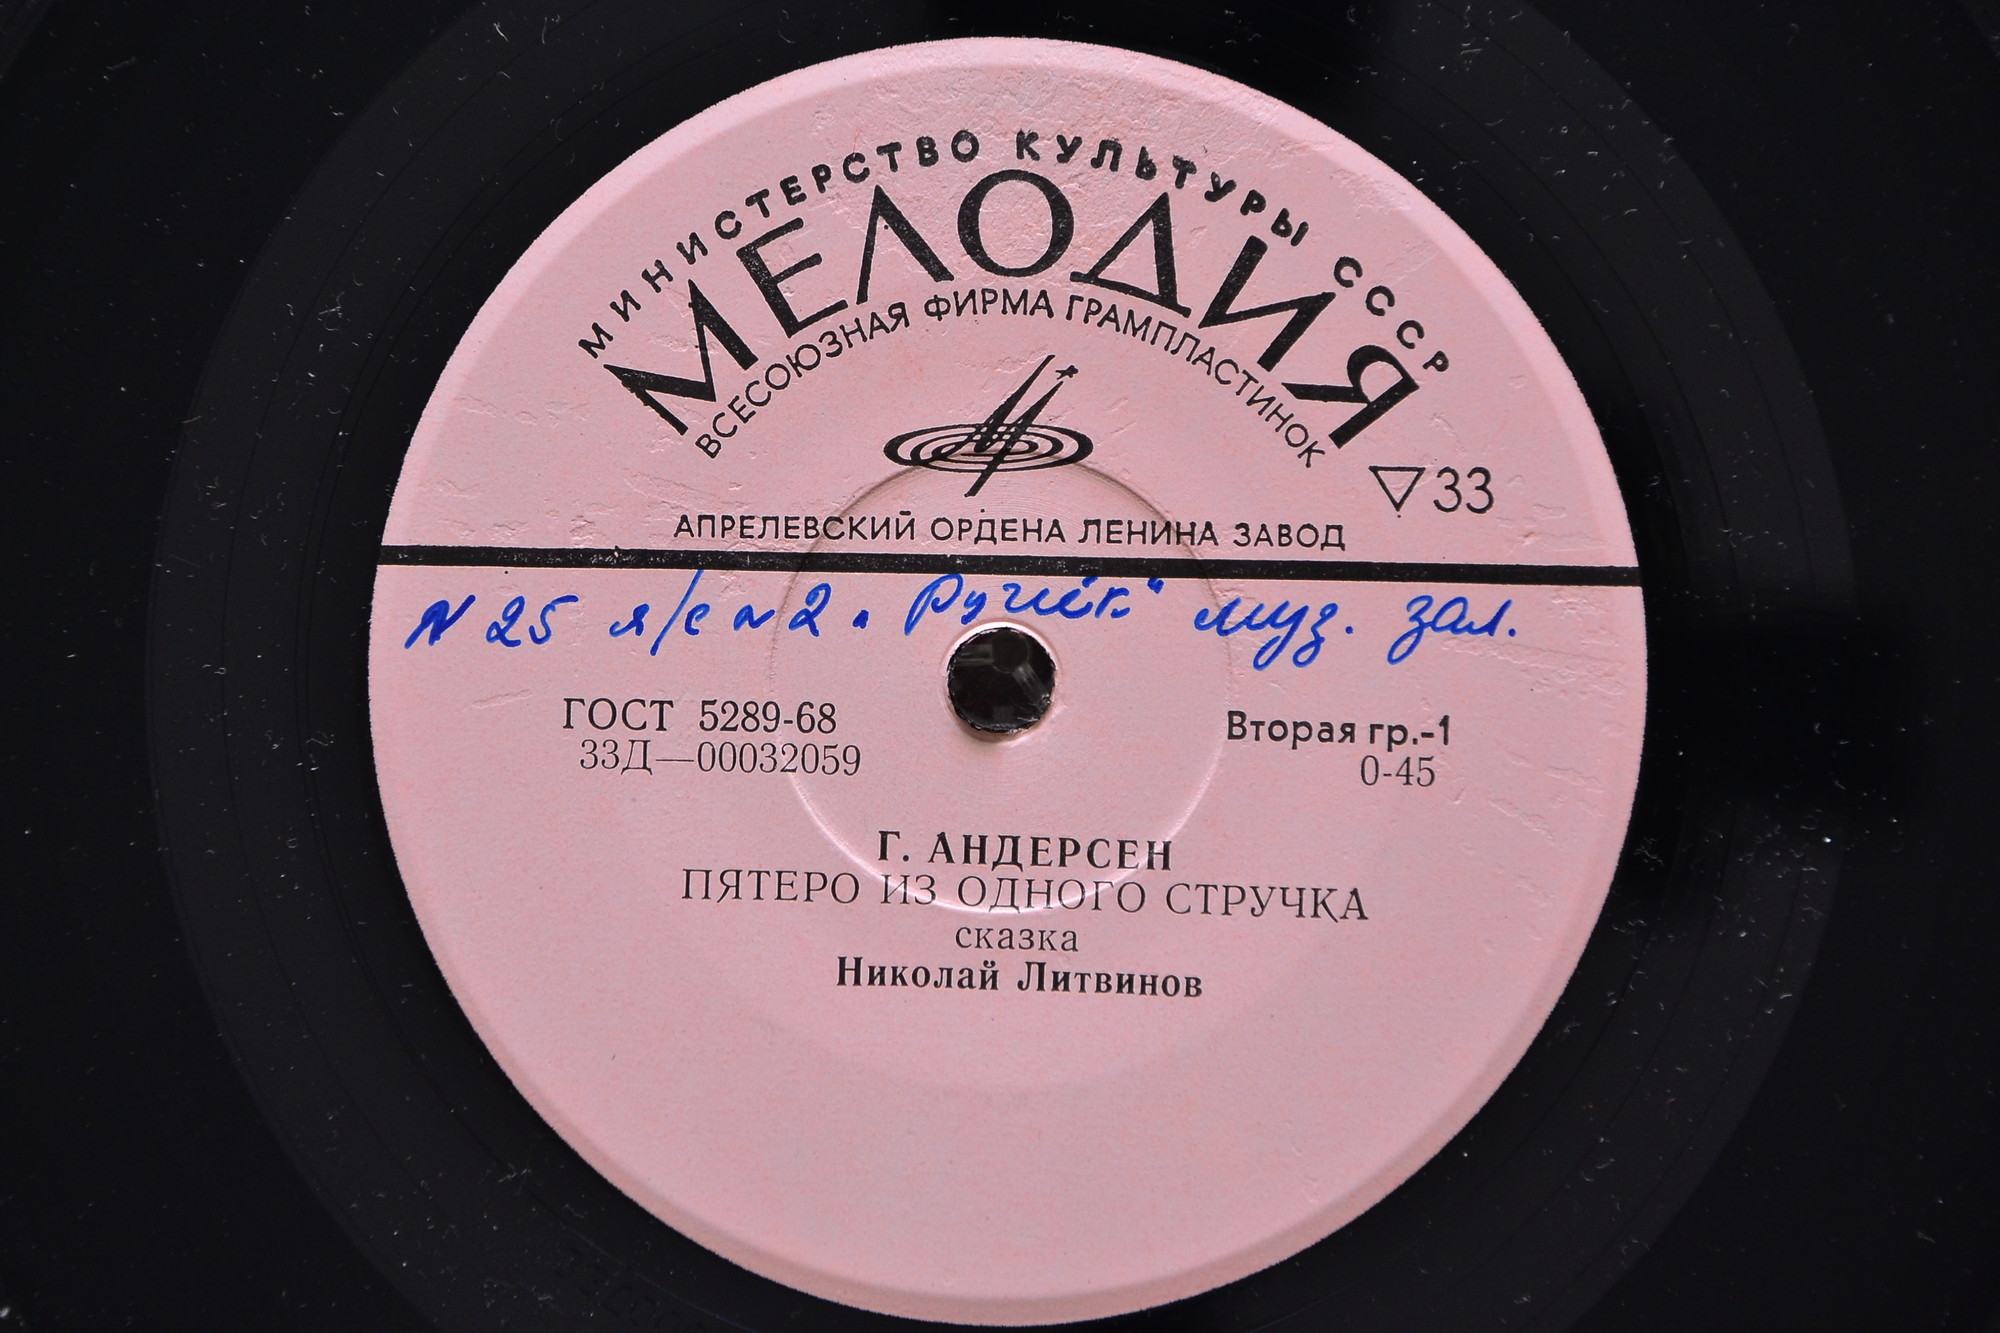 МИНИСТЕРСТВО КУЛЬТУРЫ СССР
МЕЛОДИЯ
ВСЕСОЮЗНАЯ ФИРМА ГРАМПЛАСТИНОК
▽33
АПРЕЛЕВСКИЙ ОРДЕНА ЛЕНИНА ЗАВОД
N 25 я/с N2 „Ручеёк“ муз. зал.
ГОСТ 5289-68
Вторая гр.-1
33Д—00032059
0-45
Г. АНДЕРСЕН
ПЯТЕРО ИЗ ОДНОГО СТРУЧКА
сказка
Николай Литвинов